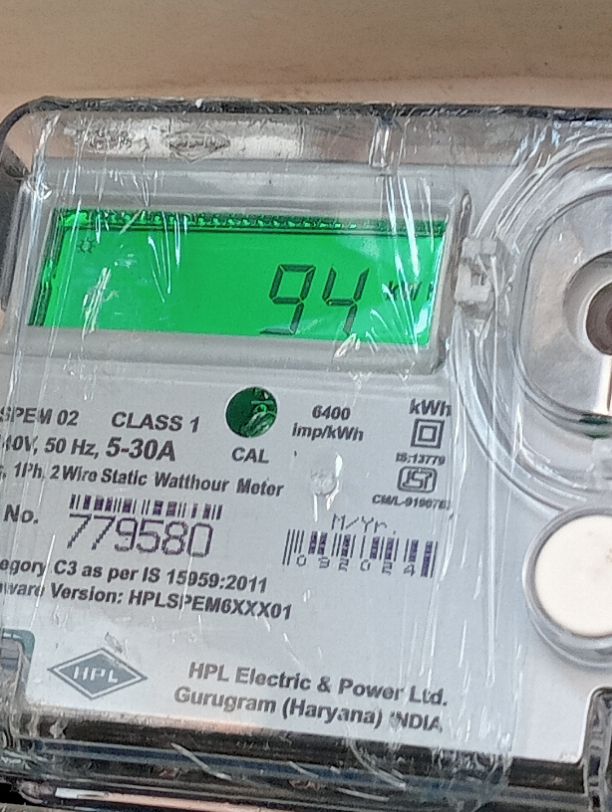 94 kWh
SPEM 02 CLASS 1 6400 imp/kWh kWh
40V, 50 Hz, 5-30A CAL
IS:13779
1Ph, 2 Wire Static Watthour Meter
No. 779580
M/Yr.
032024
egory C3 as per IS 15959:2011
ware Version: HPLSPEM6XXX01
HPL
HPL Electric & Power Ltd.
Gurugram (Haryana) INDIA